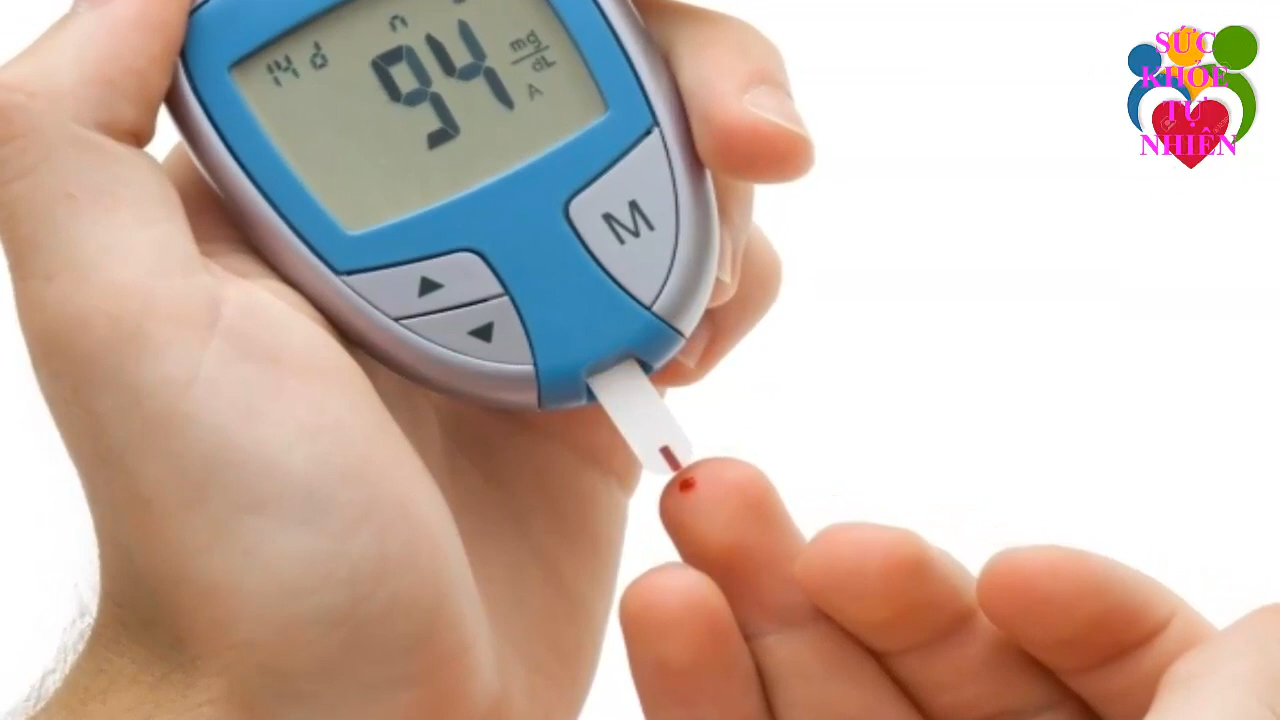 14 d
94 mg/dL
A
M
SỨC
KHỎE
TỰ
NHIÊN